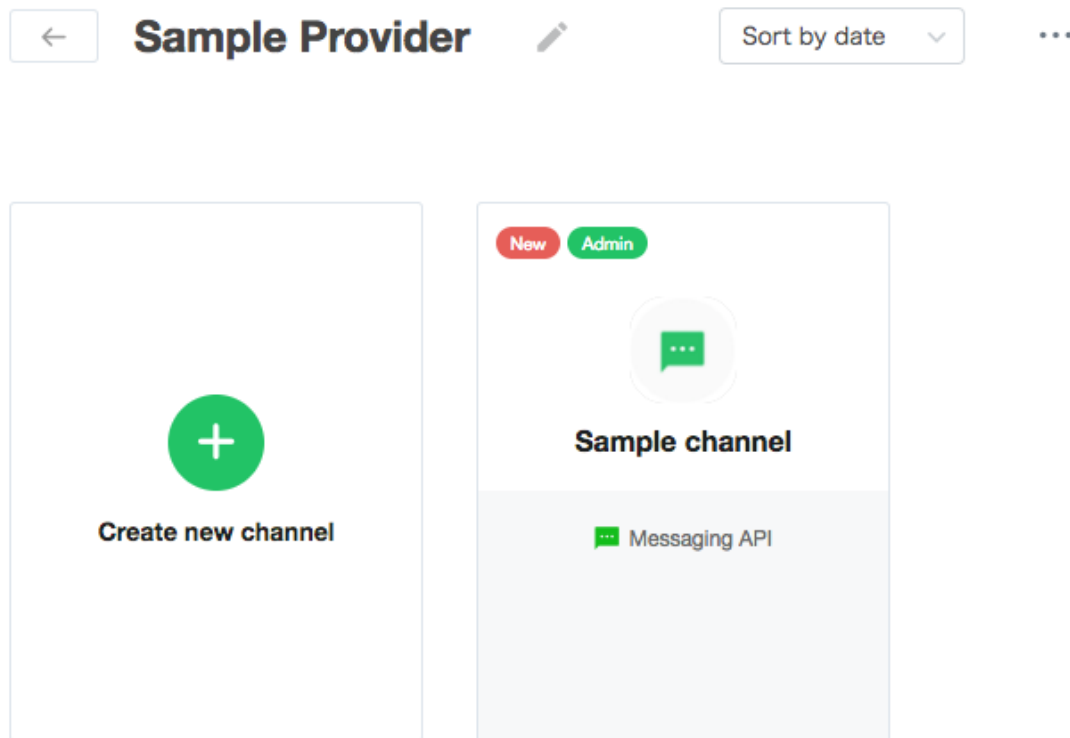 Sample Provider
Sort by date
New
Admin
Sample channel
Create new channel
Messaging API